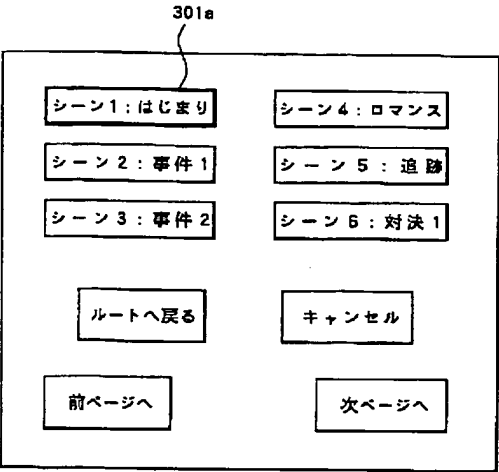 301a
シーン1:はじまり
シーン4:ロマンス
シーン2:事件1
シーン5:追跡
シーン3:事件2
シーン6:対決1
ルートへ戻る
キャンセル
前ページへ
次ページへ